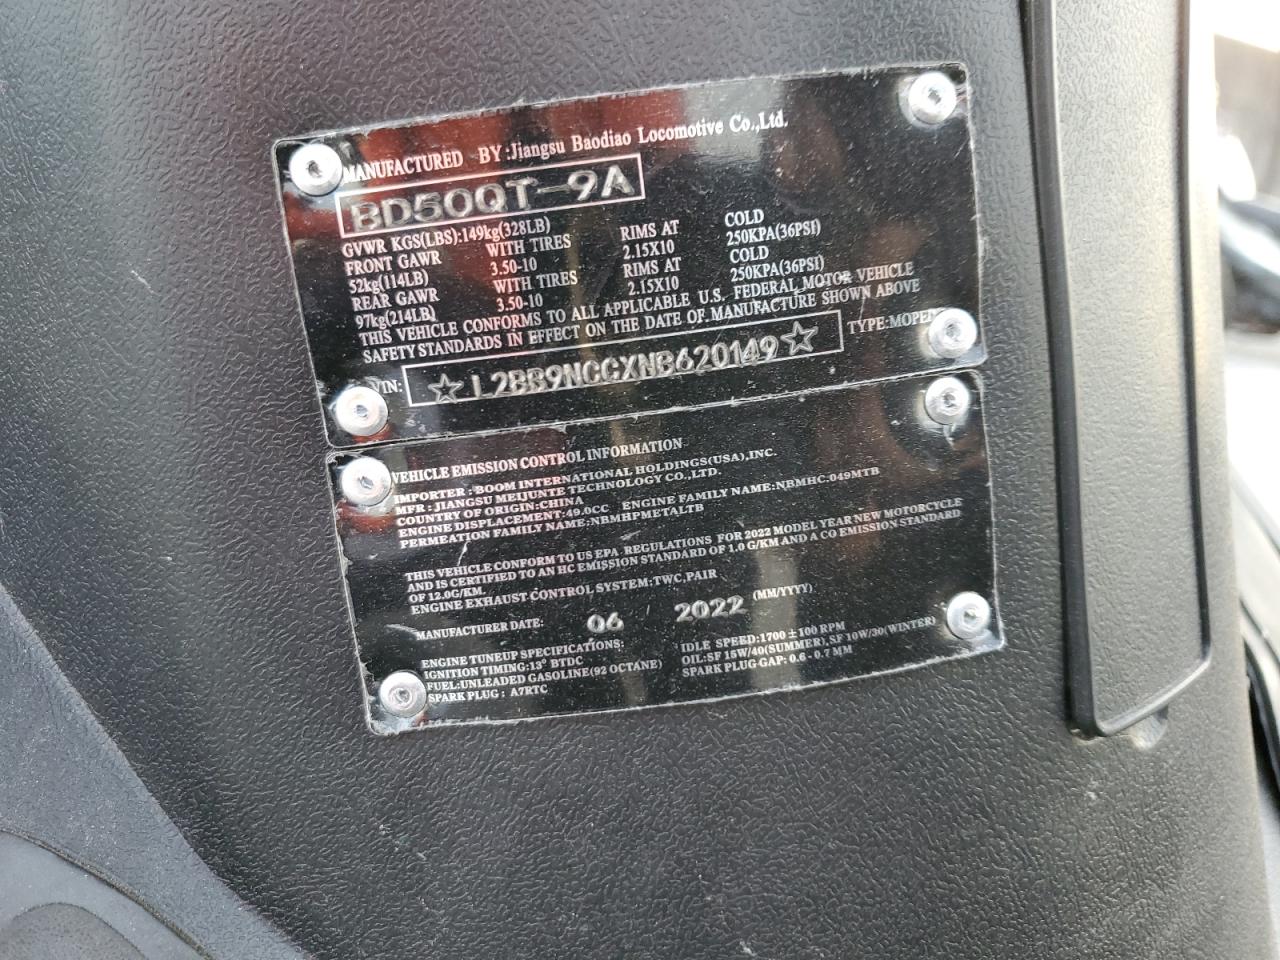 MANUFACTURED BY:Jiangsu Baodiao Locomotive Co.,Ltd.
BD50QT-9A
GVWR KGS(LBS):149kg(328LB)
FRONT GAWR WITH TIRES RIMS AT COLD
52kg(114LB) 3.50-10 2.15X10 250KPA(36PSI)
REAR GAWR WITH TIRES RIMS AT COLD
97kg(214LB) 3.50-10 2.15X10 250KPA(36PSI)
THIS VEHICLE CONFORMS TO ALL APPLICABLE U.S. FEDERAL MOTOR VEHICLE
SAFETY STANDARDS IN EFFECT ON THE DATE OF MANUFACTURE SHOWN ABOVE
VIN: ☆L2BB9NCCXNB620149☆ TYPE:MOPED
VEHICLE EMISSION CONTROL INFORMATION
IMPORTER : BOOM INTERNATIONAL HOLDINGS(USA),INC.
MFR : JIANGSU MEIJUNTE TECHNOLOGY CO.,LTD.
COUNTRY OF ORIGIN:CHINA
ENGINE DISPLACEMENT:49.0CC ENGINE FAMILY NAME:NBMHC:049MTB
PERMEATION FAMILY NAME:NBMHPMETALTB
THIS VEHICLE CONFORM TO US EPA REGULATIONS FOR 2022 MODEL YEAR NEW MOTORCYCLE
AND IS CERTIFIED TO AN HC EMISSION STANDARD OF 1.0 G/KM AND A CO EMISSION STANDARD
OF 12.0G/KM.
ENGINE EXHAUST CONTROL SYSTEM:TWC,PAIR
MANUFACTURER DATE: 06 2022 (MM/YYYY)
ENGINE TUNEUP SPECIFICATIONS: IDLE SPEED:1700±100 RPM
IGNITION TIMING:13° BTDC OIL:SF 15W/40(SUMMER),SF 10W/30(WINTER)
FUEL:UNLEADED GASOLINE(92 OCTANE) SPARK PLUG GAP: 0.6 - 0.7 MM
SPARK PLUG : A7RTC